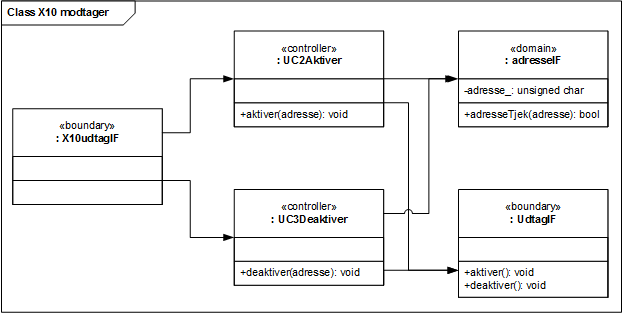 Class X10 modtager
«controller»
: UC2Aktiver
+aktiver(adresse): void
«domain»
: adresseIF
-adresse_: unsigned char
+adresseTjek(adresse): bool
«boundary»
: X10udtagIF
«controller»
: UC3Deaktiver
+deaktiver(adresse): void
«boundary»
: UdtagIF
+aktiver(): void
+deaktiver(): void